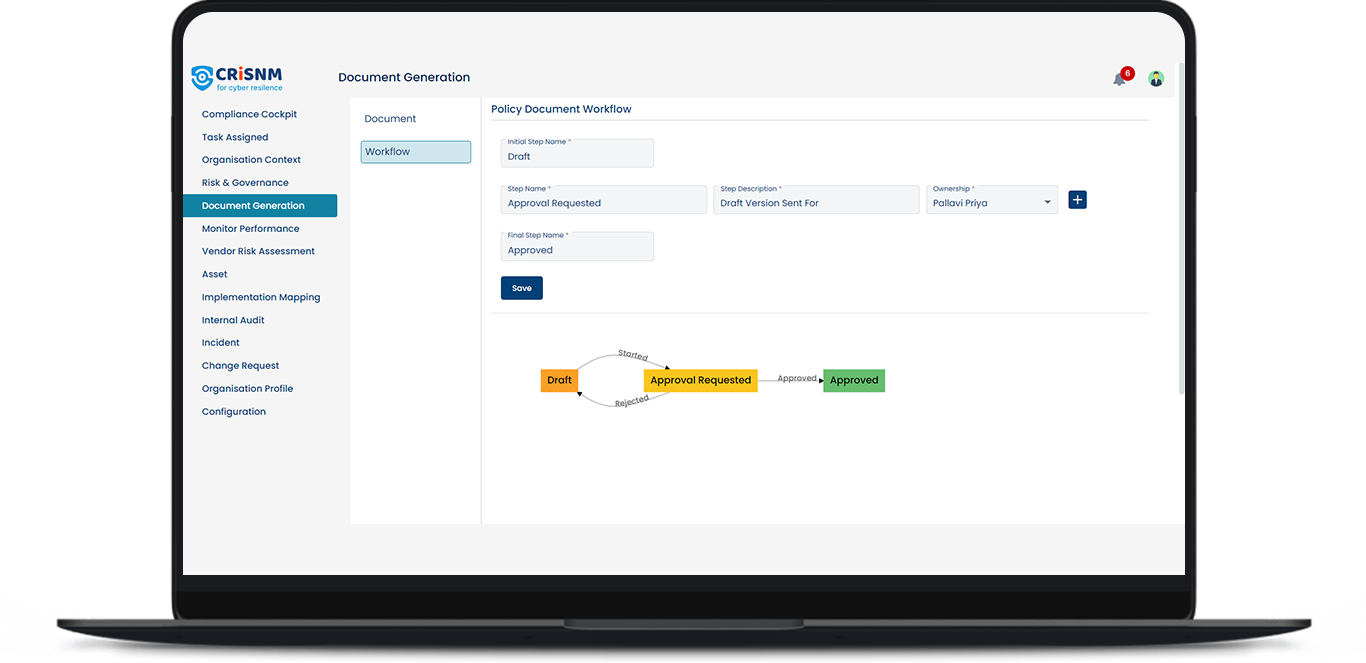 CRiSNM
for cyber resilence
Document Generation
6
Compliance Cockpit
Task Assigned
Organisation Context
Risk & Governance
Document Generation
Monitor Performance
Vendor Risk Assessment
Asset
Implementation Mapping
Internal Audit
Incident
Change Request
Organisation Profile
Configuration
Document
Workflow
Policy Document Workflow
Initial Step Name *
Draft
Step Name *
Approval Requested
Step Description *
Draft Version Sent For
Ownership *
Pallavi Priya
Final Step Name *
Approved
Save
Started
Draft
Approval Requested
Approved
Approved
Rejected